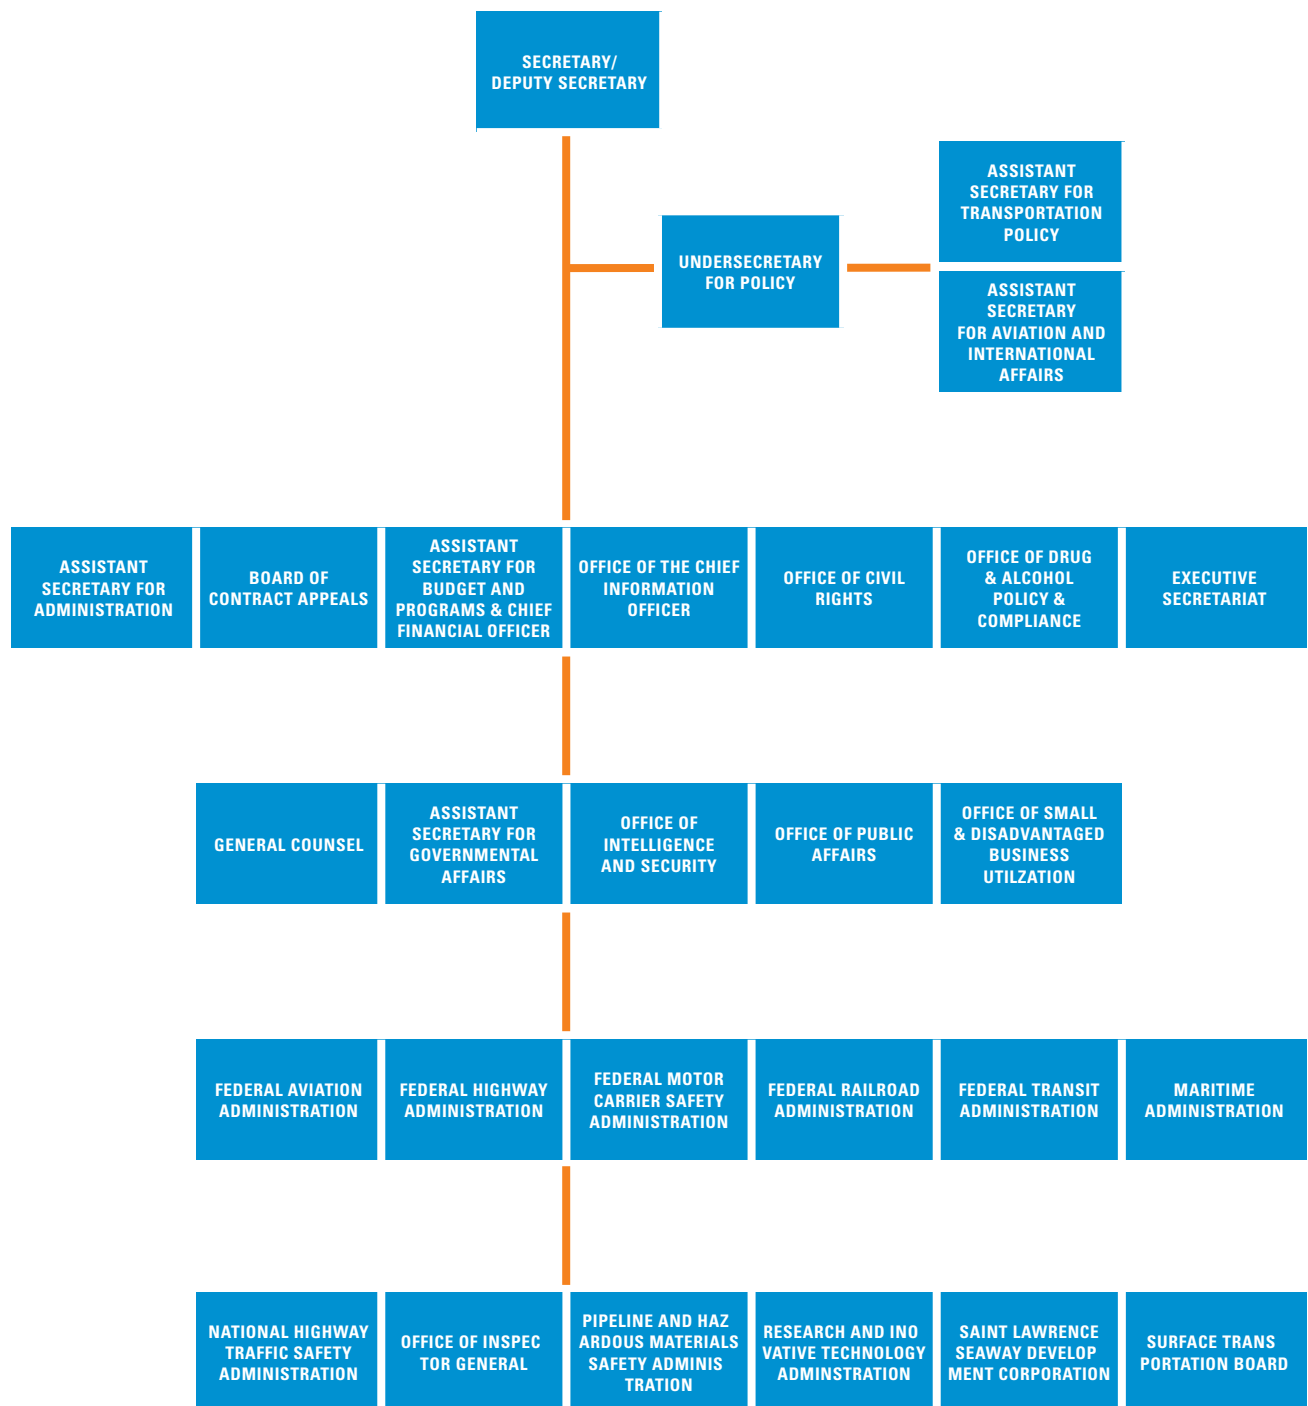 SECRETARY/
DEPUTY SECRETARY
ASSISTANT
SECRETARY FOR
TRANSPORTATION
POLICY
UNDERSECRETARY
FOR POLICY
ASSISTANT
SECRETARY
FOR AVIATION AND
INTERNATIONAL
AFFAIRS
ASSISTANT
SECRETARY FOR
ADMINISTRATION
BOARD OF
CONTRACT APPEALS
ASSISTANT
SECRETARY FOR
BUDGET AND
PROGRAMS & CHIEF
FINANCIAL OFFICER
OFFICE OF THE CHIEF
INFORMATION
OFFICER
OFFICE OF CIVIL
RIGHTS
OFFICE OF DRUG
& ALCOHOL
POLICY &
COMPLIANCE
EXECUTIVE
SECRETARIAT
GENERAL COUNSEL
ASSISTANT
SECRETARY FOR
GOVERNMENTAL
AFFAIRS
OFFICE OF
INTELLIGENCE
AND SECURITY
OFFICE OF PUBLIC
AFFAIRS
OFFICE OF SMALL
& DISADVANTAGED
BUSINESS
UTILZATION
FEDERAL AVIATION
ADMINISTRATION
FEDERAL HIGHWAY
ADMINISTRATION
FEDERAL MOTOR
CARRIER SAFETY
ADMINISTRATION
FEDERAL RAILROAD
ADMINISTRATION
FEDERAL TRANSIT
ADMINISTRATION
MARITIME
ADMINISTRATION
NATIONAL HIGHWAY
TRAFFIC SAFETY
ADMINISTRATION
OFFICE OF INSPEC
TOR GENERAL
PIPELINE AND HAZ
ARDOUS MATERIALS
SAFETY ADMINIS
TRATION
RESEARCH AND INO
VATIVE TECHNOLOGY
ADMINSTRATION
SAINT LAWRENCE
SEAWAY DEVELOP
MENT CORPORATION
SURFACE TRANS
PORTATION BOARD